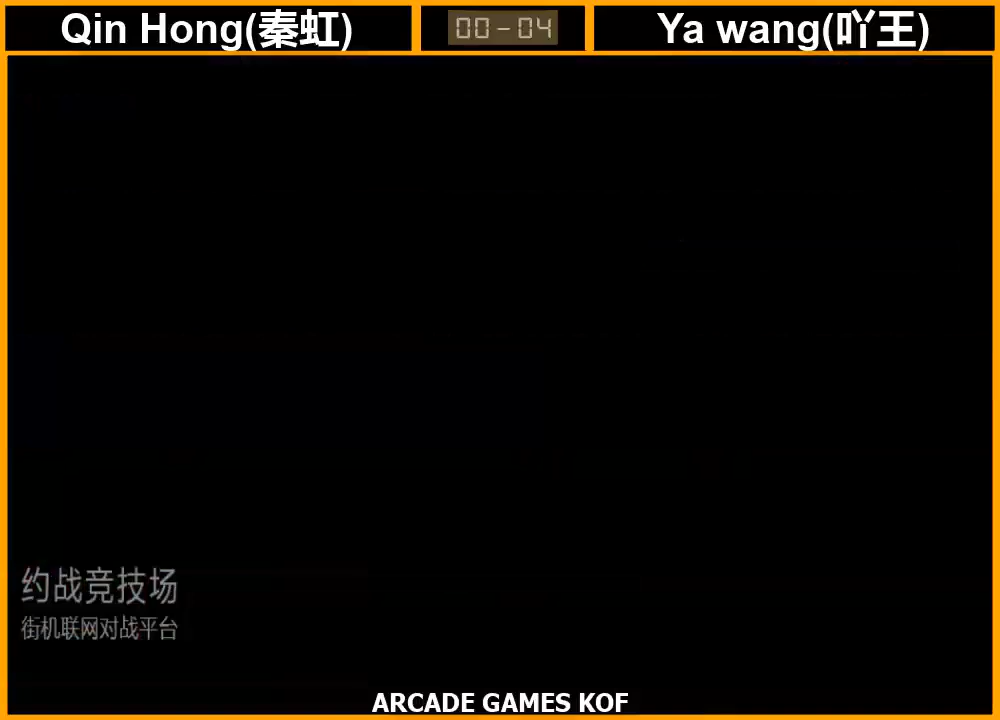 Qin Hong(秦虹)
00-04
Ya wang(吖王)
约战竞技场
街机联网对战平台
ARCADE GAMES KOF